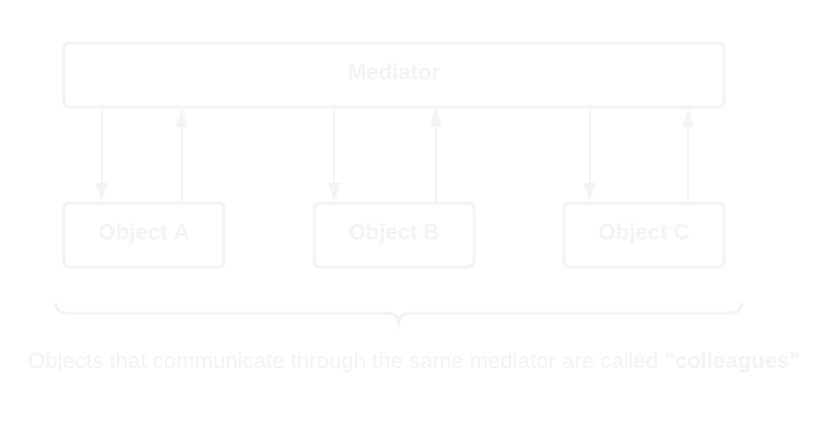 Mediator
Object A
Object B
Object C
Objects that communicate through the same mediator are called "colleagues"